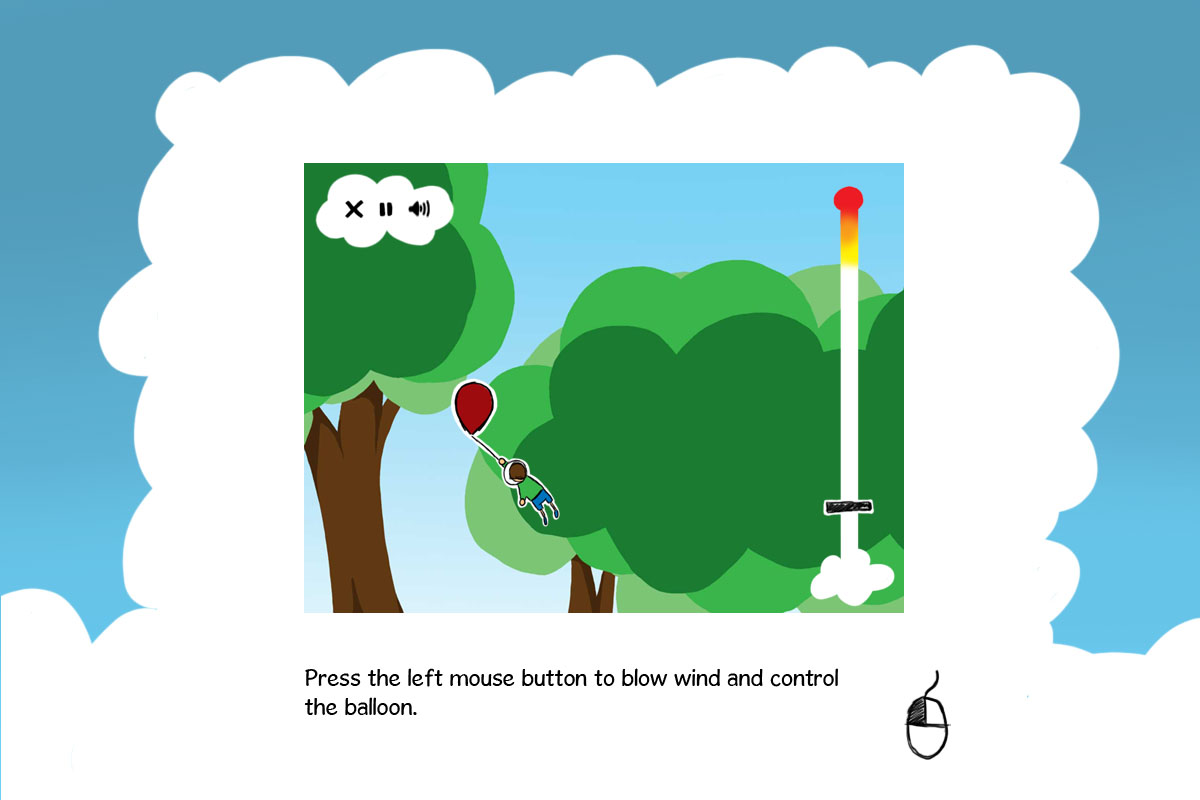 Press the left mouse button to blow wind and control
the balloon.